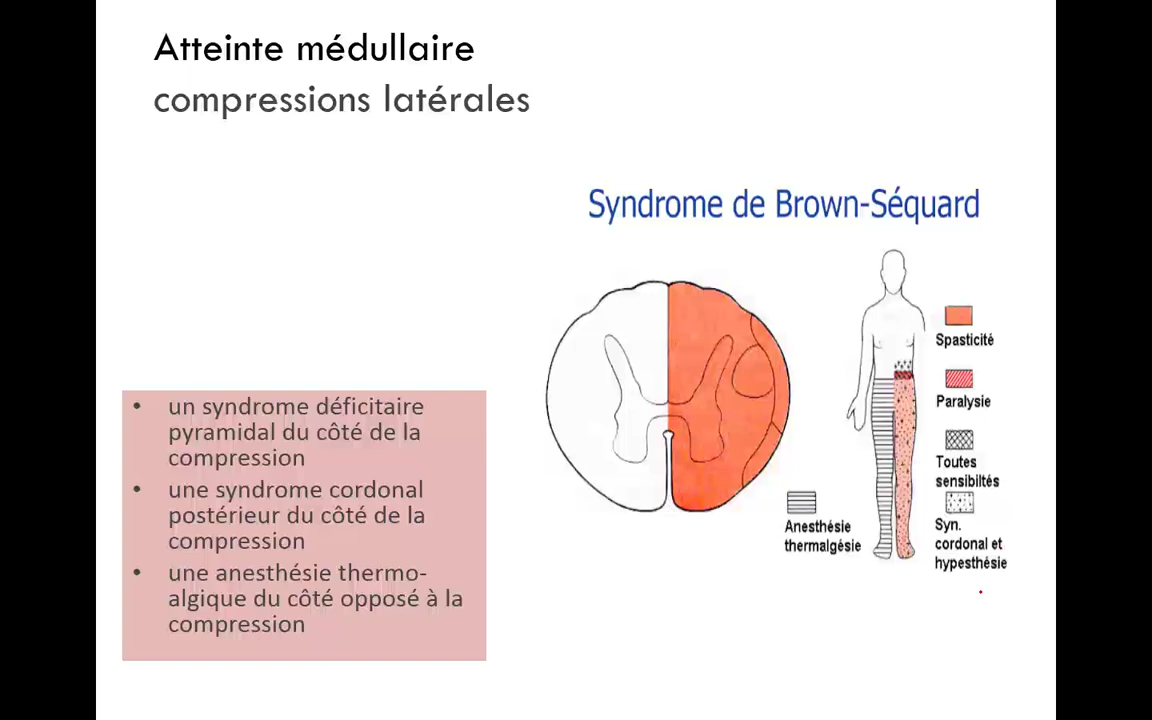 Atteinte médullaire
compressions latérales
Syndrome de Brown-Séquard
Spasticité
Paralysie
Toutes
sensibiltés
Syn.
cordonal et
hypesthésie
Anesthésie
thermalgésie
• un syndrome déficitaire
pyramidal du côté de la
compression
• une syndrome cordonal
postérieur du côté de la
compression
• une anesthésie thermo-
algique du côté opposé à la
compression